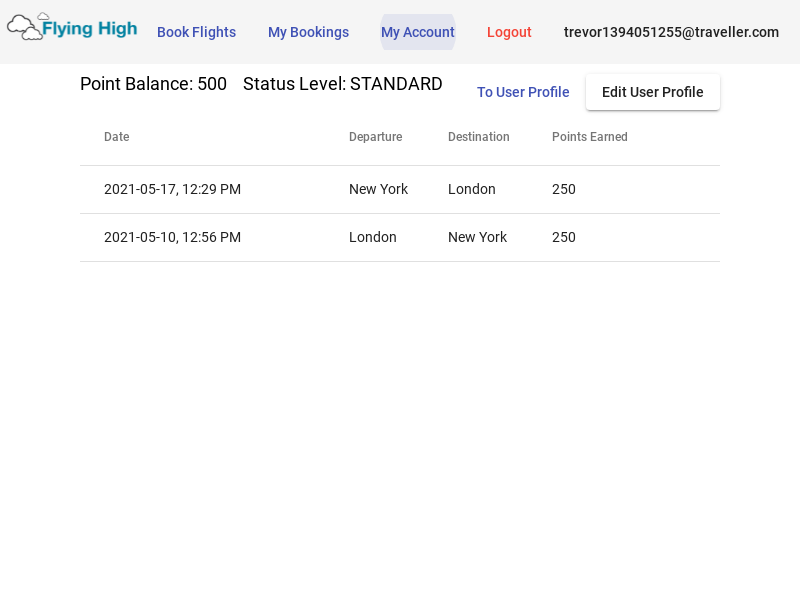 Flying High Book Flights My Bookings My Account Logout trevor1394051255@traveller.com
Point Balance: 500 Status Level: STANDARD To User Profile Edit User Profile
Date Departure Destination Points Earned
2021-05-17, 12:29 PM New York London 250
2021-05-10, 12:56 PM London New York 250